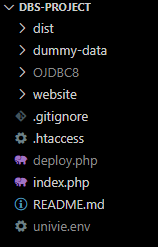 DBS-PROJECT
dist
dummy-data
OJDBC8
website
.gitignore
.htaccess
deploy.php
index.php
README.md
univie.env